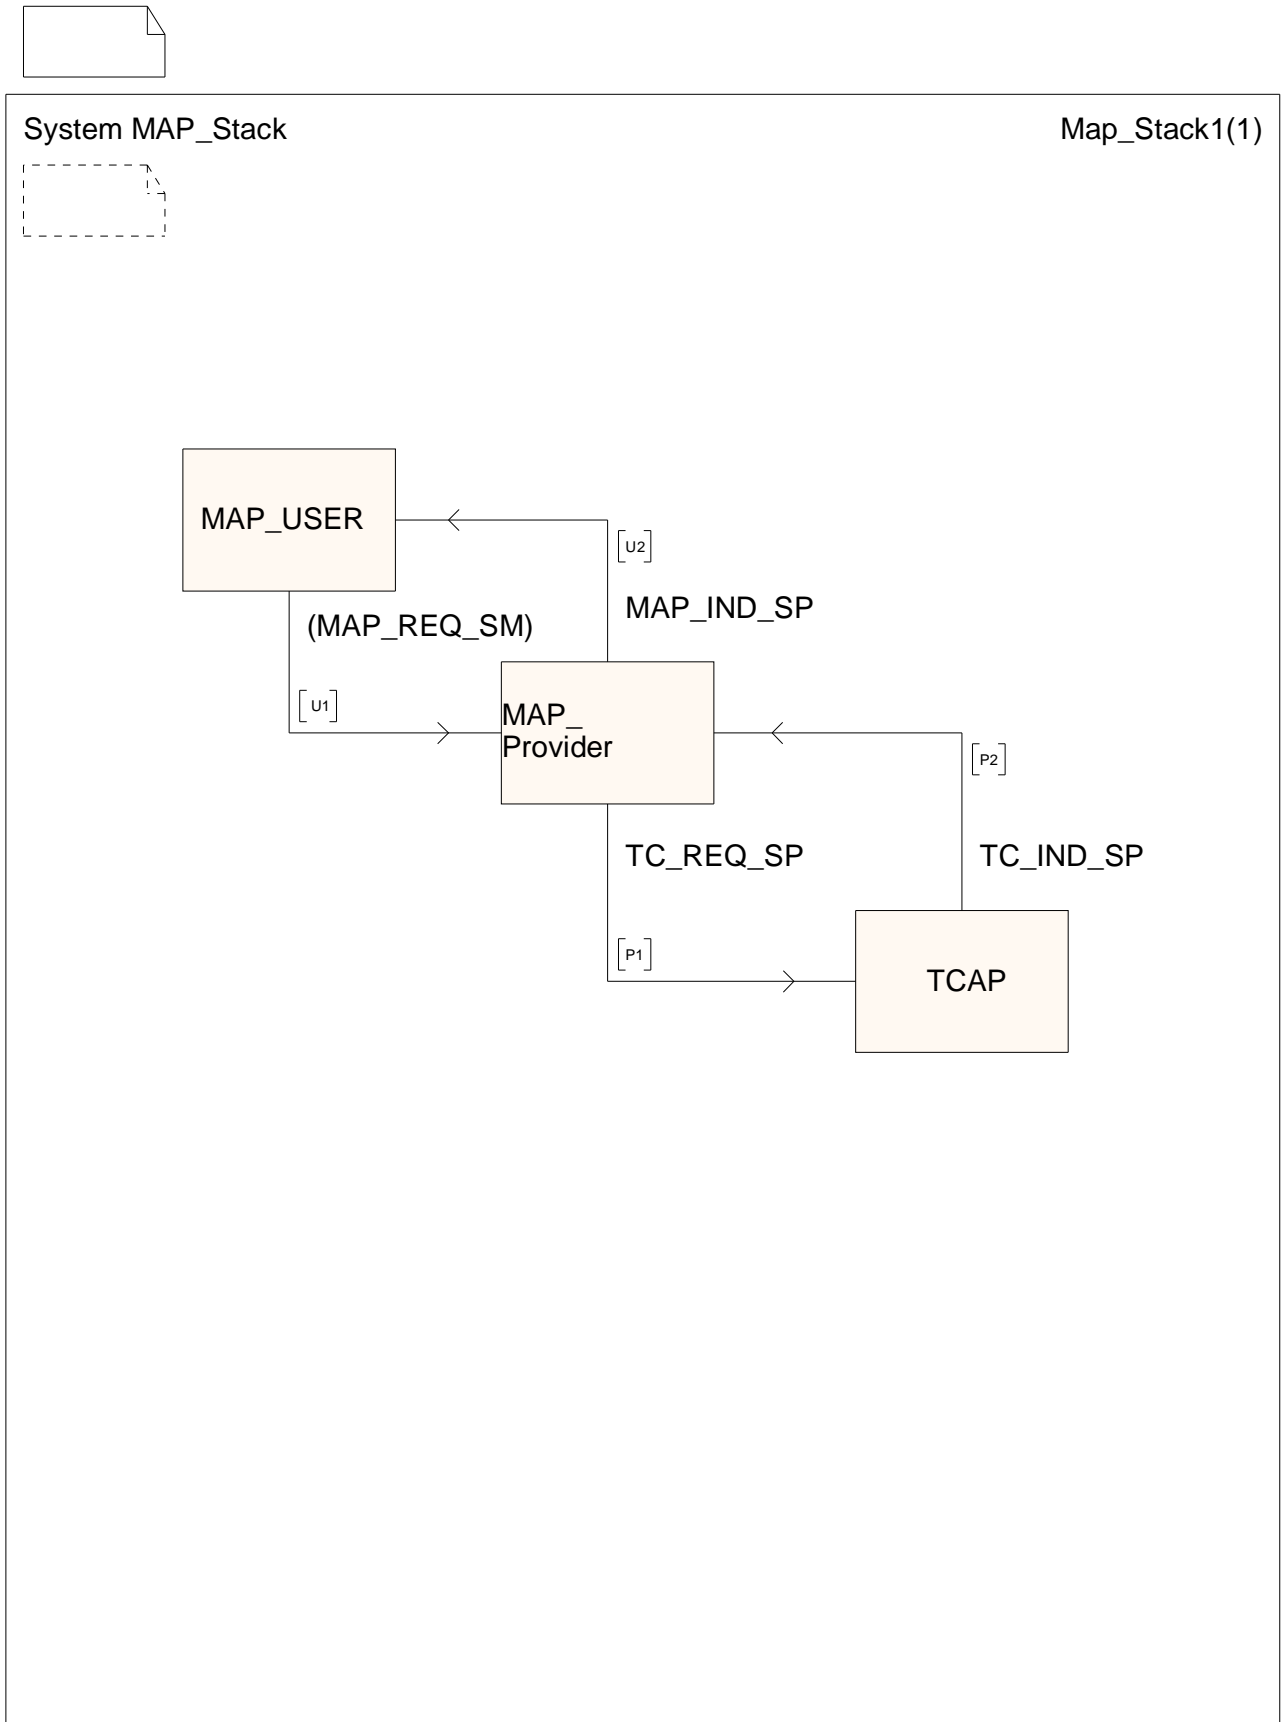 System MAP_Stack
Map_Stack1(1)
MAP_USER
[U2]
MAP_IND_SP
(MAP_REQ_SM)
[U1]
MAP_
Provider
[P2]
TC_REQ_SP
TC_IND_SP
[P1]
TCAP